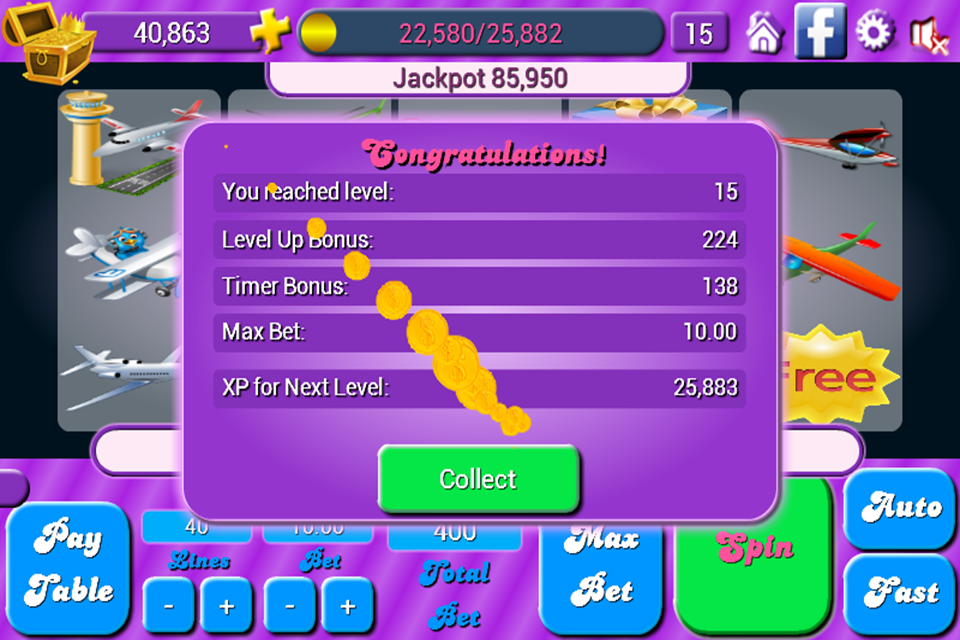 40,863
22,580/25,882
15
f
Jackpot 85,950
Congratulations!
You reached level: 15
Level Up Bonus: 224
Timer Bonus: 138
Max Bet: 10.00
XP for Next Level: 25,883
Free
Collect
Pay
Table
40
Lines
- +
10.00
Bet
- +
400
Total
Bet
Max
Bet
Spin
Auto
Fast